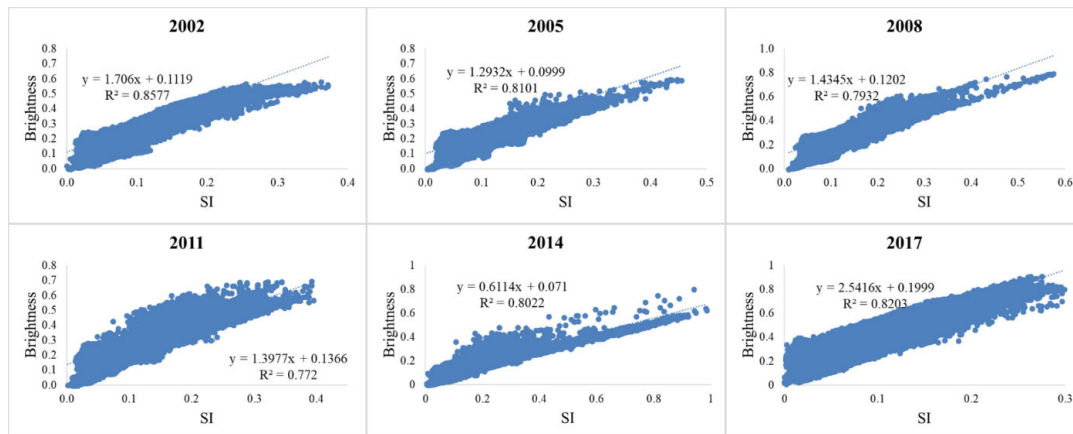 2002
0.8
0.7
0.6
0.5
0.4
0.3
0.2
0.1
0.0
Brightness
y = 1.706x + 0.1119
R² = 0.8577
0.0 0.1 0.2 0.3 0.4
SI
2005
0.8
0.7
0.6
0.5
0.4
0.3
0.2
0.1
0.0
Brightness
y = 1.2932x + 0.0999
R² = 0.8101
0.0 0.1 0.2 0.3 0.4 0.5
SI
2008
1.0
0.8
0.6
0.4
0.2
0.0
Brightness
y = 1.4345x + 0.1202
R² = 0.7932
0.0 0.1 0.2 0.3 0.4 0.5 0.6
SI
2011
0.8
0.7
0.6
0.5
0.4
0.3
0.2
0.1
0.0
Brightness
y = 1.3977x + 0.1366
R² = 0.772
0.0 0.1 0.2 0.3 0.4
SI
2014
1
0.8
0.6
0.4
0.2
0
Brightness
y = 0.6114x + 0.071
R² = 0.8022
0 0.2 0.4 0.6 0.8 1
SI
2017
1
0.8
0.6
0.4
0.2
0
Brightness
y = 2.5416x + 0.1999
R² = 0.8203
0.0 0.1 0.2 0.3
SI